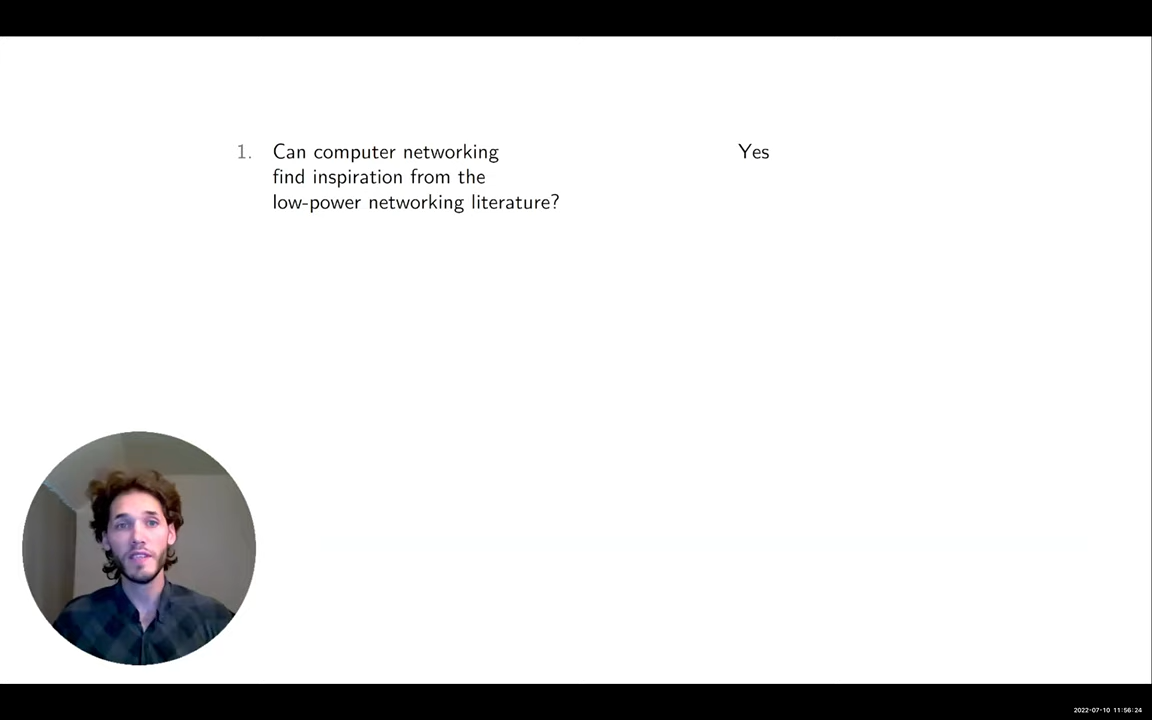 1. Can computer networking
find inspiration from the
low-power networking literature?
Yes
2022-07-10 11:56:24